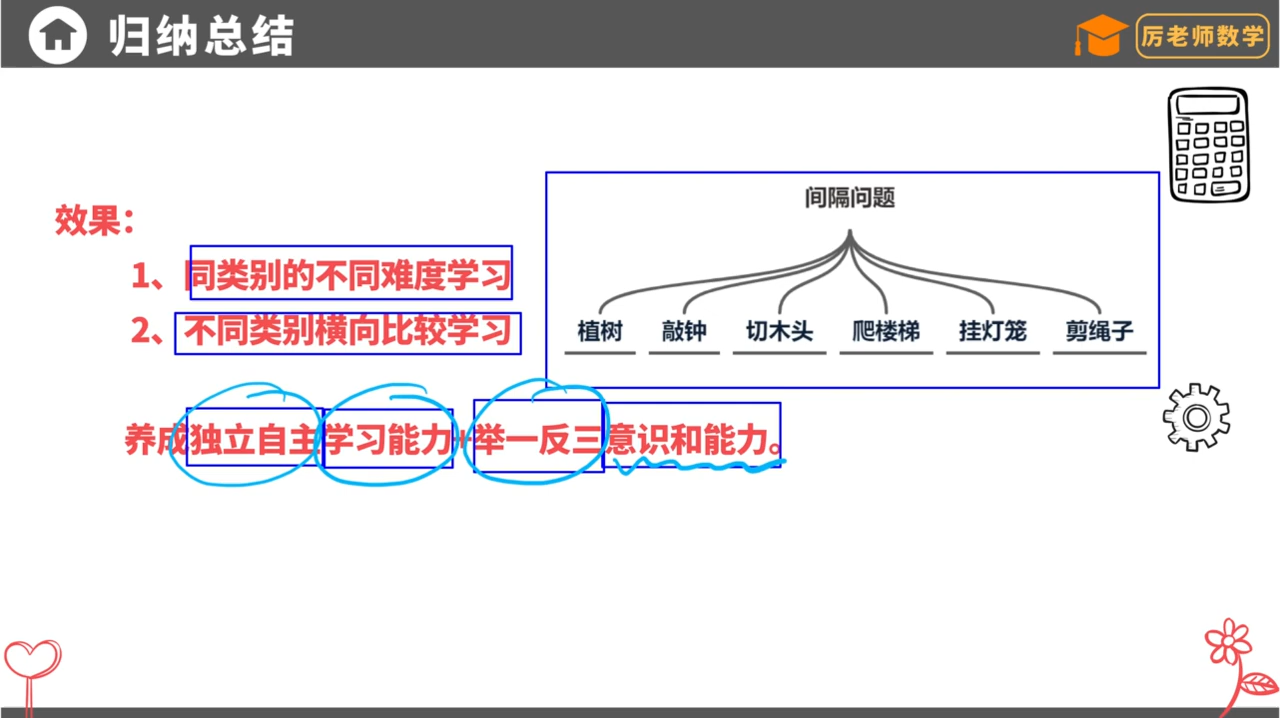 归纳总结
厉老师数学
效果：
1、同类别的不同难度学习
2、不同类别横向比较学习
间隔问题
植树 敲钟 切木头 爬楼梯 挂灯笼 剪绳子
养成独立自主学习能力+举一反三意识和能力。